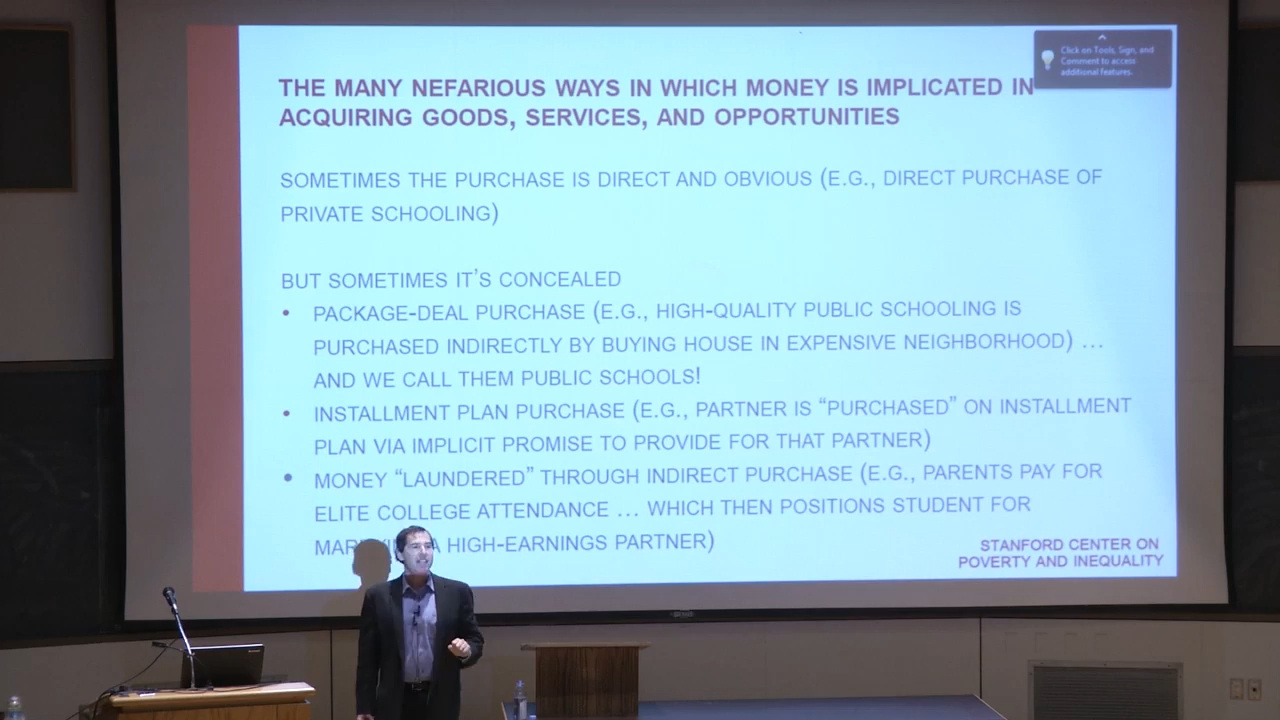 Click on Tools, Sign, and
Comment to access
additional features.
THE MANY NEFARIOUS WAYS IN WHICH MONEY IS IMPLICATED IN
ACQUIRING GOODS, SERVICES, AND OPPORTUNITIES
SOMETIMES THE PURCHASE IS DIRECT AND OBVIOUS (E.G., DIRECT PURCHASE OF
PRIVATE SCHOOLING)
BUT SOMETIMES IT'S CONCEALED
• PACKAGE-DEAL PURCHASE (E.G., HIGH-QUALITY PUBLIC SCHOOLING IS
PURCHASED INDIRECTLY BY BUYING HOUSE IN EXPENSIVE NEIGHBORHOOD) …
AND WE CALL THEM PUBLIC SCHOOLS!
• INSTALLMENT PLAN PURCHASE (E.G., PARTNER IS “PURCHASED” ON INSTALLMENT
PLAN VIA IMPLICIT PROMISE TO PROVIDE FOR THAT PARTNER)
• MONEY “LAUNDERED” THROUGH INDIRECT PURCHASE (E.G., PARENTS PAY FOR
ELITE COLLEGE ATTENDANCE … WHICH THEN POSITIONS STUDENT FOR
A HIGH-EARNINGS PARTNER)
STANFORD CENTER ON
POVERTY AND INEQUALITY